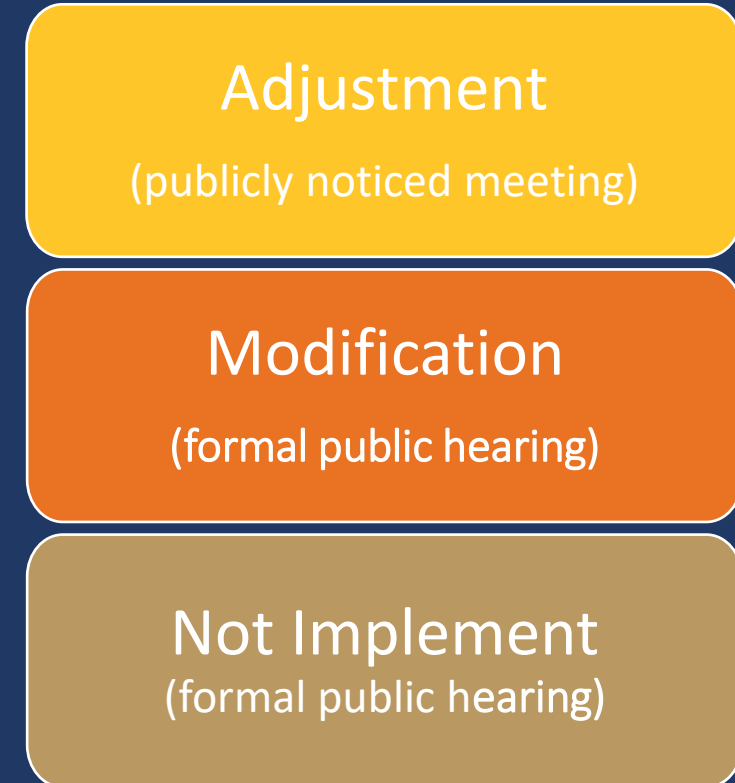 Adjustment
(publicly noticed meeting)
Modification
(formal public hearing)
Not Implement
(formal public hearing)